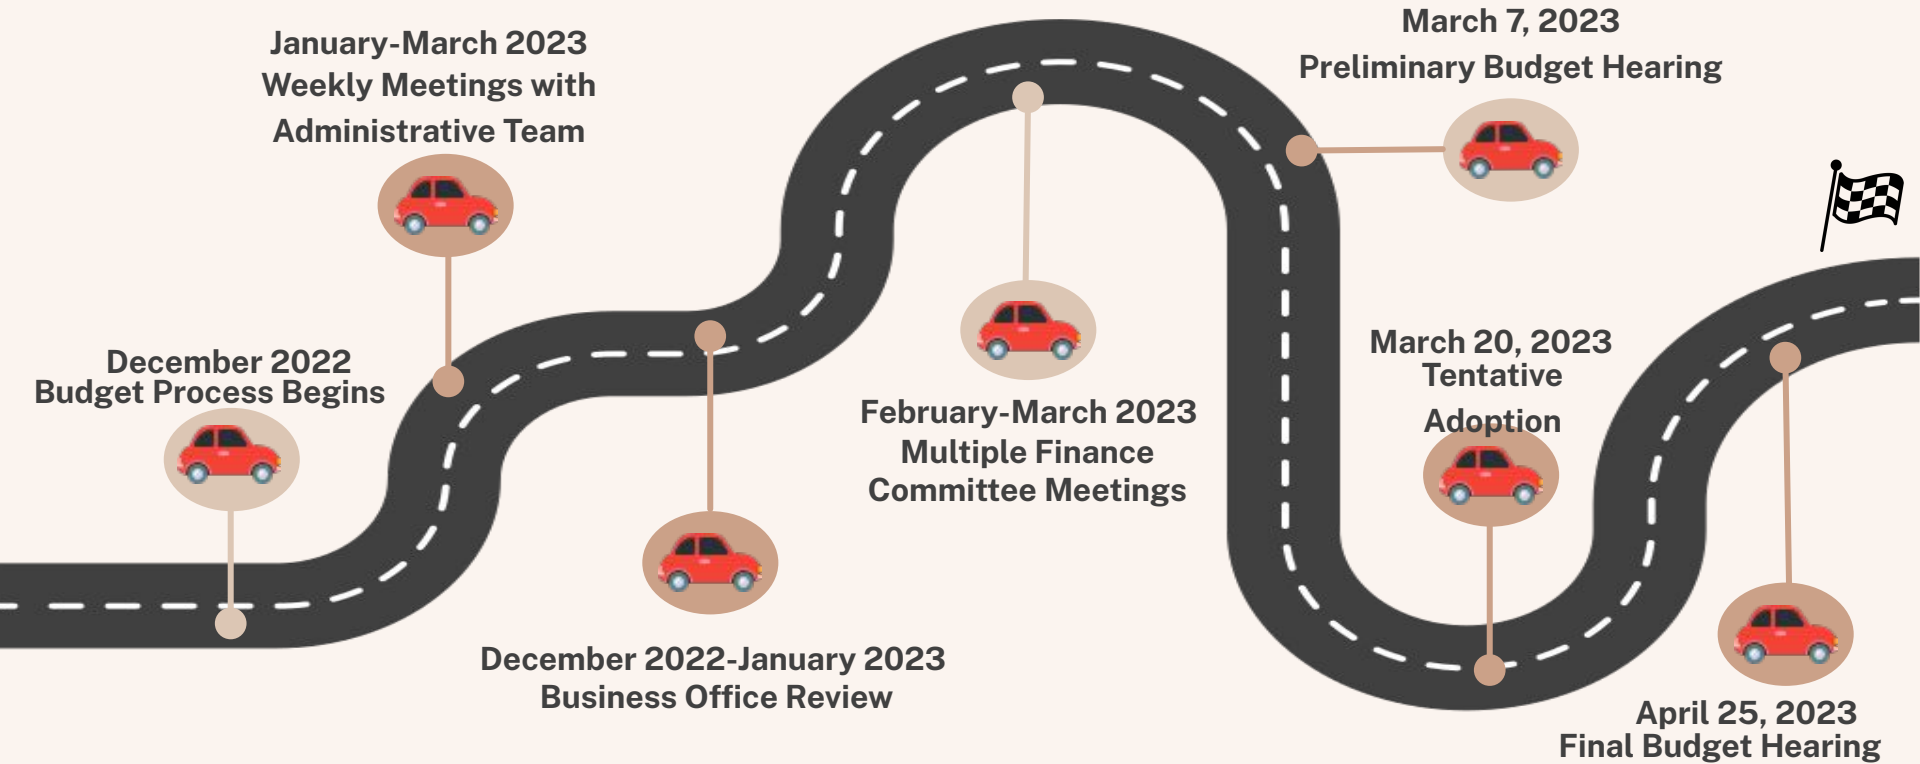 December 2022
Budget Process Begins
January-March 2023
Weekly Meetings with
Administrative Team
December 2022-January 2023
Business Office Review
February-March 2023
Multiple Finance
Committee Meetings
March 7, 2023
Preliminary Budget Hearing
March 20, 2023
Tentative
Adoption
April 25, 2023
Final Budget Hearing